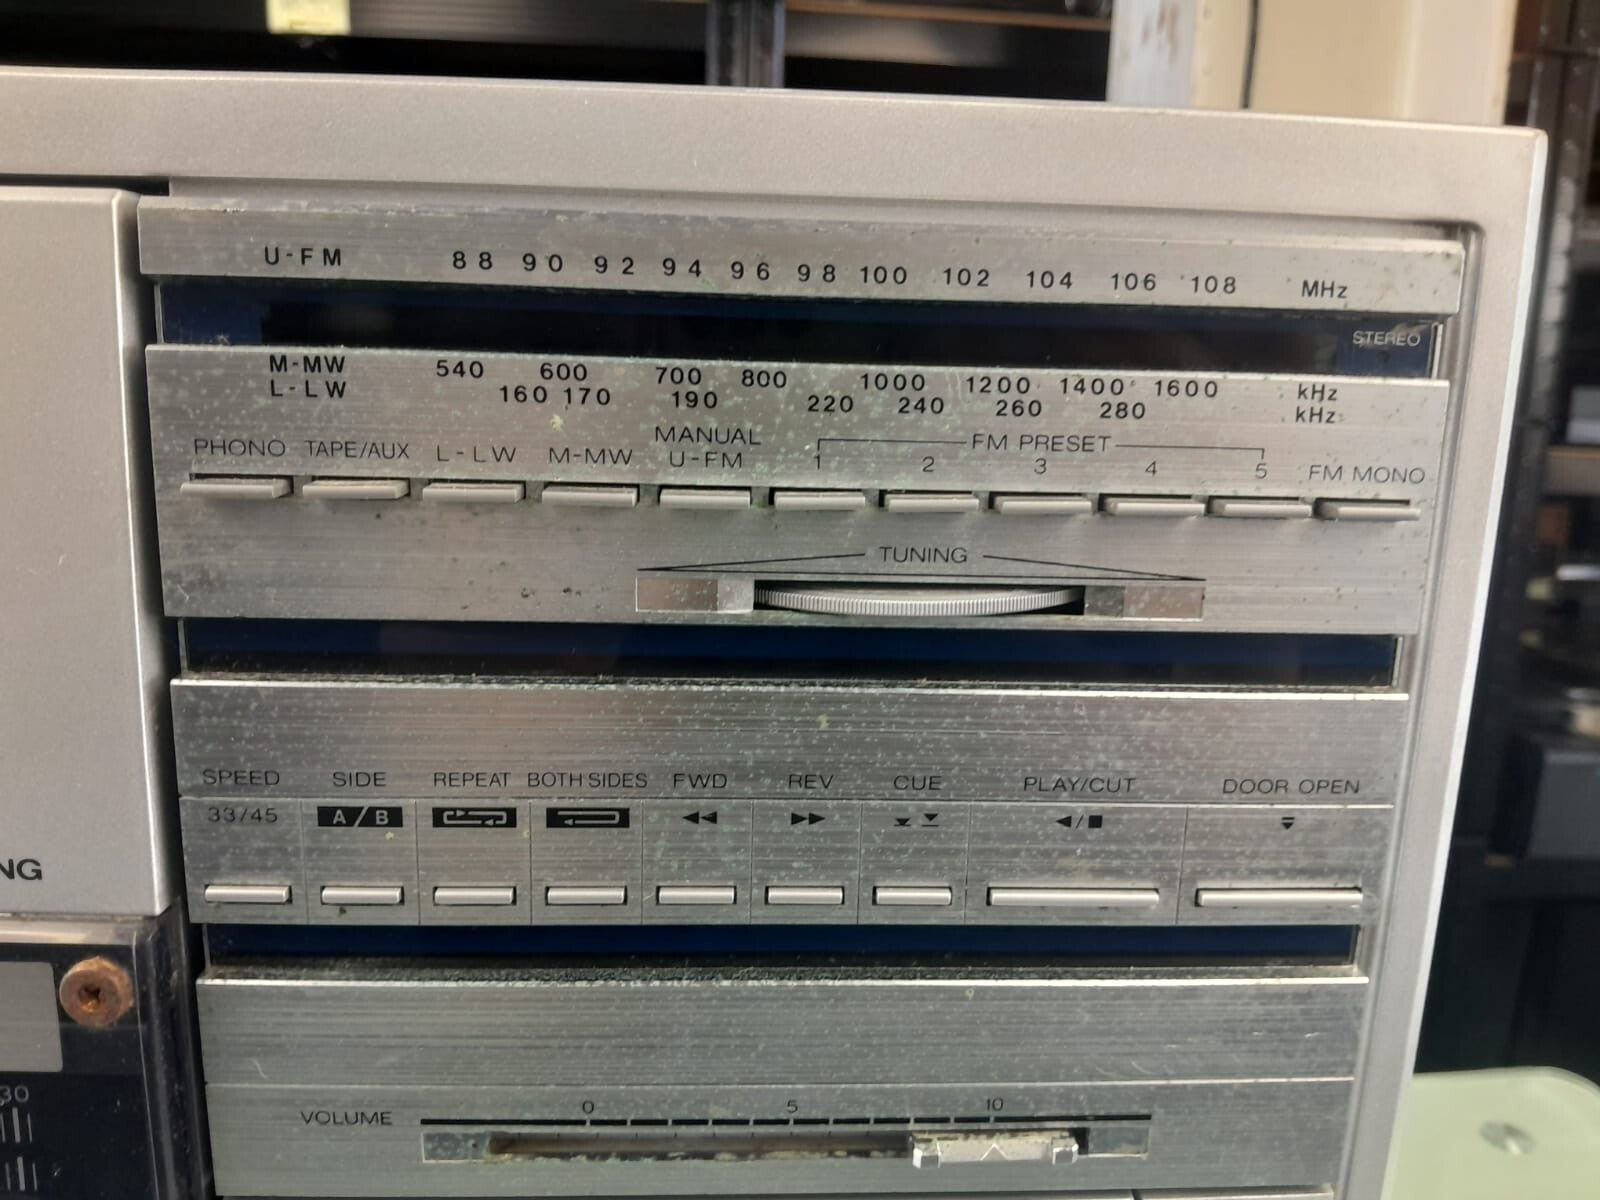 U-FM 88 90 92 94 96 98 100 102 104 106 108 MHz
STEREO
M-MW 540 600 700 800 1000 1200 1400 1600 kHz
L-LW 160 170 190 220 240 260 280 kHz
PHONO TAPE/AUX L-LW M-MW MANUAL U-FM FM PRESET FM MONO
1 2 3 4 5
TUNING
SPEED SIDE REPEAT BOTH SIDES FWD REV CUE PLAY/CUT DOOR OPEN
33/45 A/B
NG
30
0 5 10
VOLUME